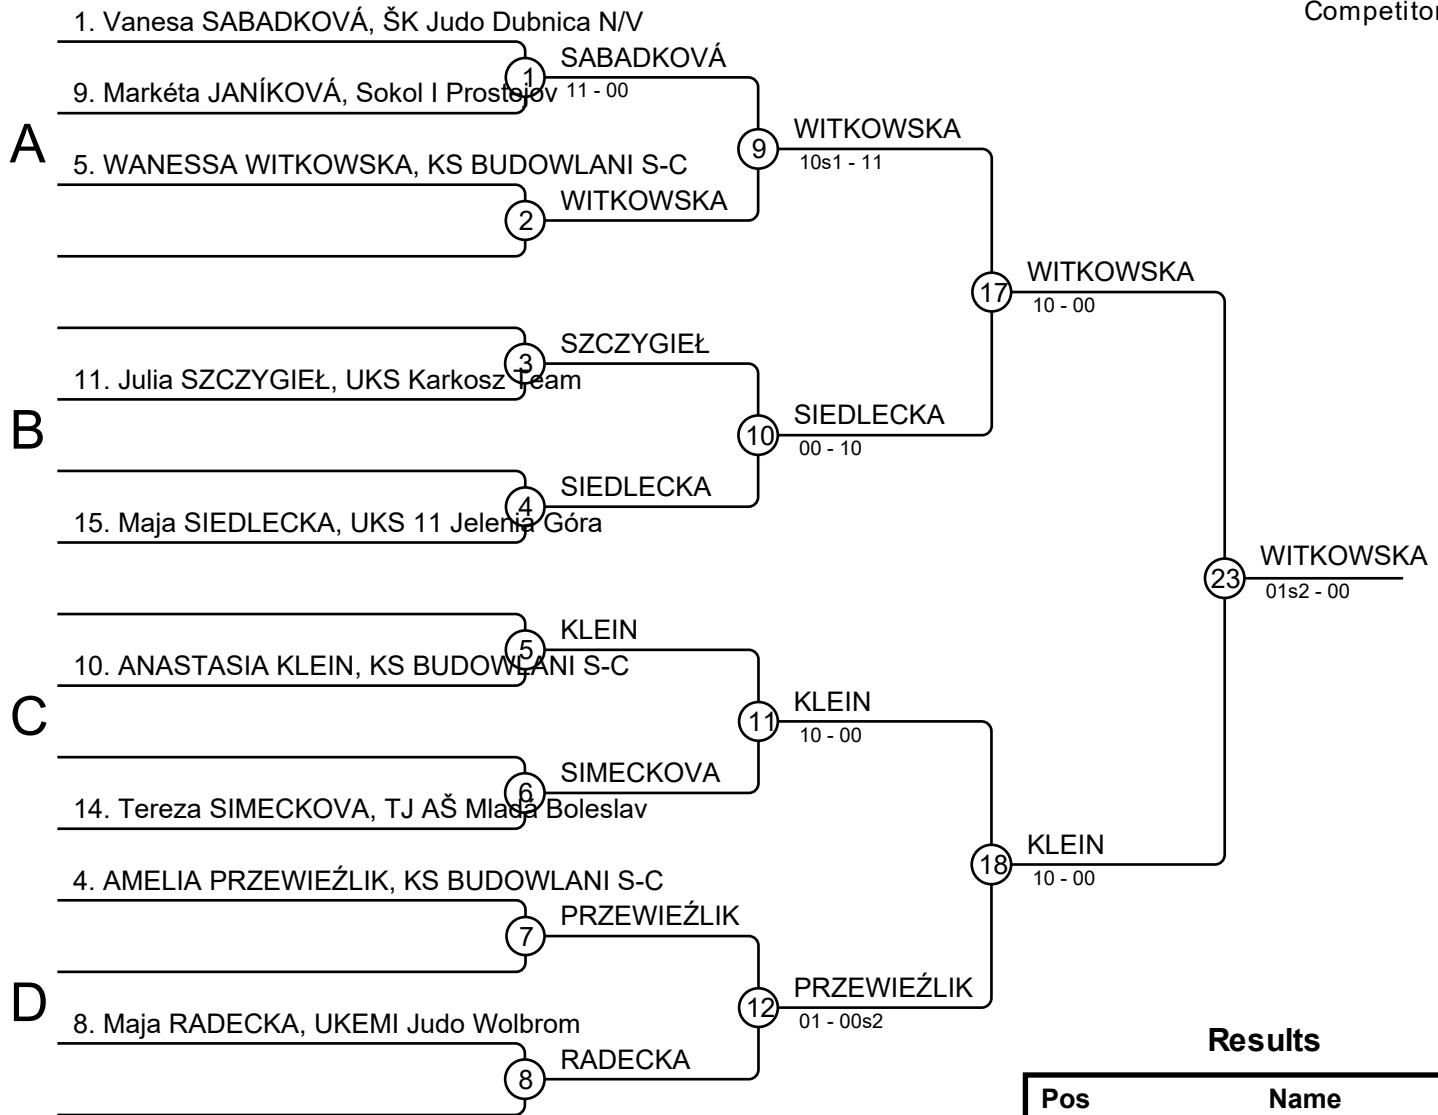 Competitor
1. Vanesa SABADKOVÁ, ŠK Judo Dubnica N/V
SABADKOVÁ
1
11 - 00
9. Markéta JANÍKOVÁ, Sokol I Prostojov
A
WITKOWSKA
9
10s1 - 11
5. WANESSA WITKOWSKA, KS BUDOWLANI S-C
WITKOWSKA
2
WITKOWSKA
17
10 - 00
SZCZYGIEŁ
3
11. Julia SZCZYGIEŁ, UKS Karkosz Team
B
SIEDLECKA
10
00 - 10
SIEDLECKA
4
15. Maja SIEDLECKA, UKS 11 Jelenia Góra
WITKOWSKA
23
01s2 - 00
KLEIN
5
10. ANASTASIA KLEIN, KS BUDOWLANI S-C
C
KLEIN
11
10 - 00
SIMECKOVA
6
14. Tereza SIMECKOVA, TJ AŠ Mladá Boleslav
KLEIN
18
10 - 00
4. AMELIA PRZEWIEŹLIK, KS BUDOWLANI S-C
PRZEWIEŹLIK
7
D
PRZEWIEŹLIK
12
01 - 00s2
8. Maja RADECKA, UKEMI Judo Wolbrom
RADECKA
8
Results
Pos Name